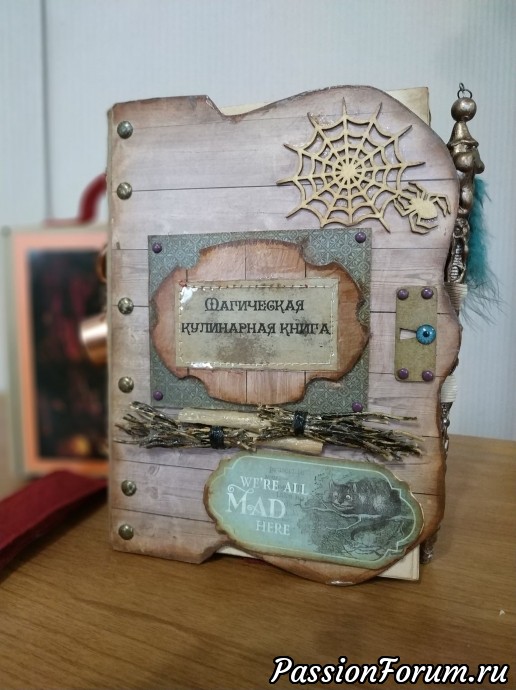 Магическая
кулинарная книга
WE'RE ALL
MAD
HERE
PassionForum.ru